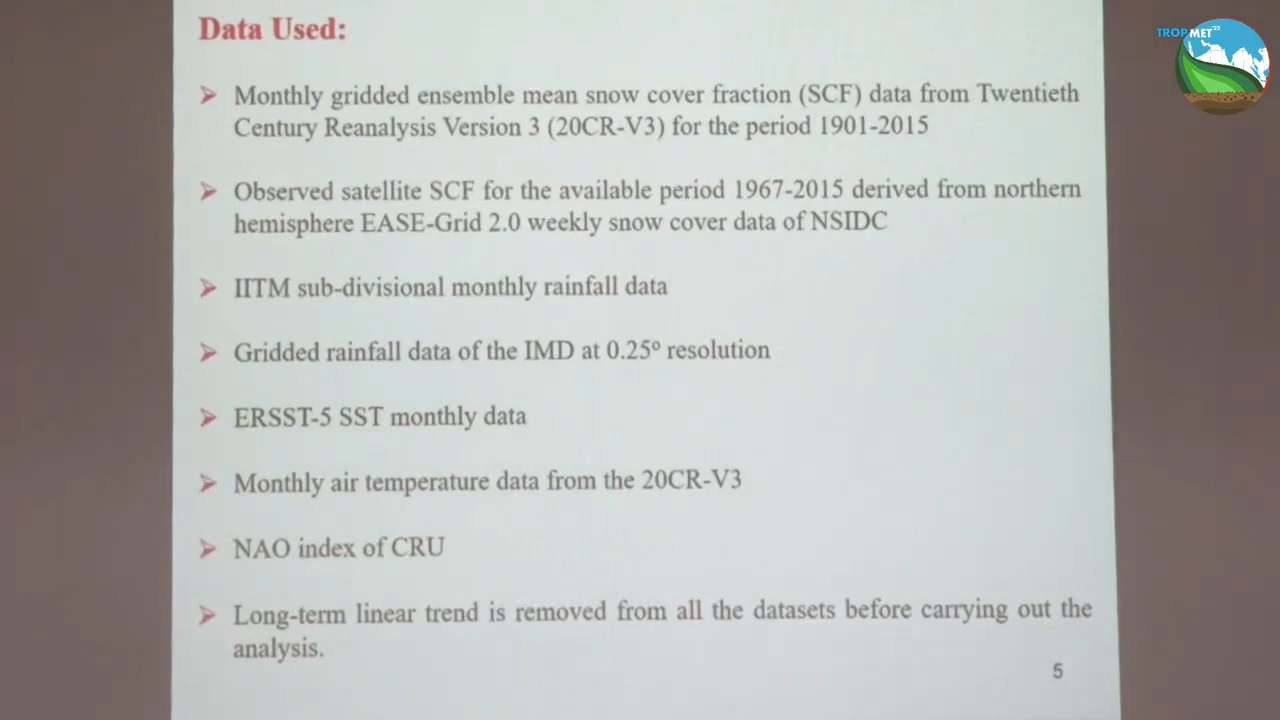 Data Used:
TROPMET'22
Monthly gridded ensemble mean snow cover fraction (SCF) data from Twentieth
Century Reanalysis Version 3 (20CR-V3) for the period 1901-2015
Observed satellite SCF for the available period 1967-2015 derived from northern
hemisphere EASE-Grid 2.0 weekly snow cover data of NSIDC
IITM sub-divisional monthly rainfall data
Gridded rainfall data of the IMD at 0.25º resolution
ERSST-5 SST monthly data
Monthly air temperature data from the 20CR-V3
NAO index of CRU
Long-term linear trend is removed from all the datasets before carrying out the
analysis.
5